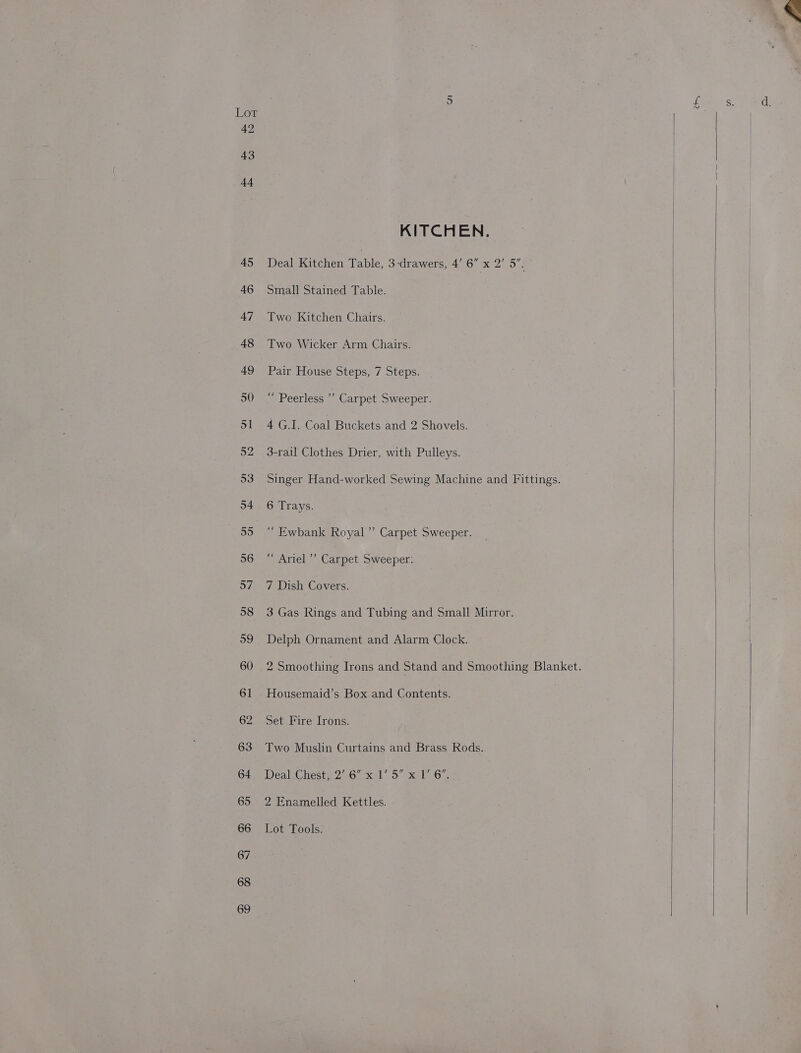 5 £ s. d.
Lot
42
43
44
KITCHEN.
45 Deal Kitchen Table, 3-drawers, 4′ 6″ x 2′ 5″.
46 Small Stained Table.
47 Two Kitchen Chairs.
48 Two Wicker Arm Chairs.
49 Pair House Steps, 7 Steps.
50 “ Peerless ” Carpet Sweeper.
51 4 G.I. Coal Buckets and 2 Shovels.
52 3-rail Clothes Drier, with Pulleys.
53 Singer Hand-worked Sewing Machine and Fittings.
54 6 Trays.
55 “ Ewbank Royal ” Carpet Sweeper.
56 “ Ariel ” Carpet Sweeper.
57 7 Dish Covers.
58 3 Gas Rings and Tubing and Small Mirror.
59 Delph Ornament and Alarm Clock.
60 2 Smoothing Irons and Stand and Smoothing Blanket.
61 Housemaid’s Box and Contents.
62 Set Fire Irons.
63 Two Muslin Curtains and Brass Rods.
64 Deal Chest, 2′ 6″ x 1′ 5″ x 1′ 6″.
65 2 Enamelled Kettles.
66 Lot Tools.
67
68
69